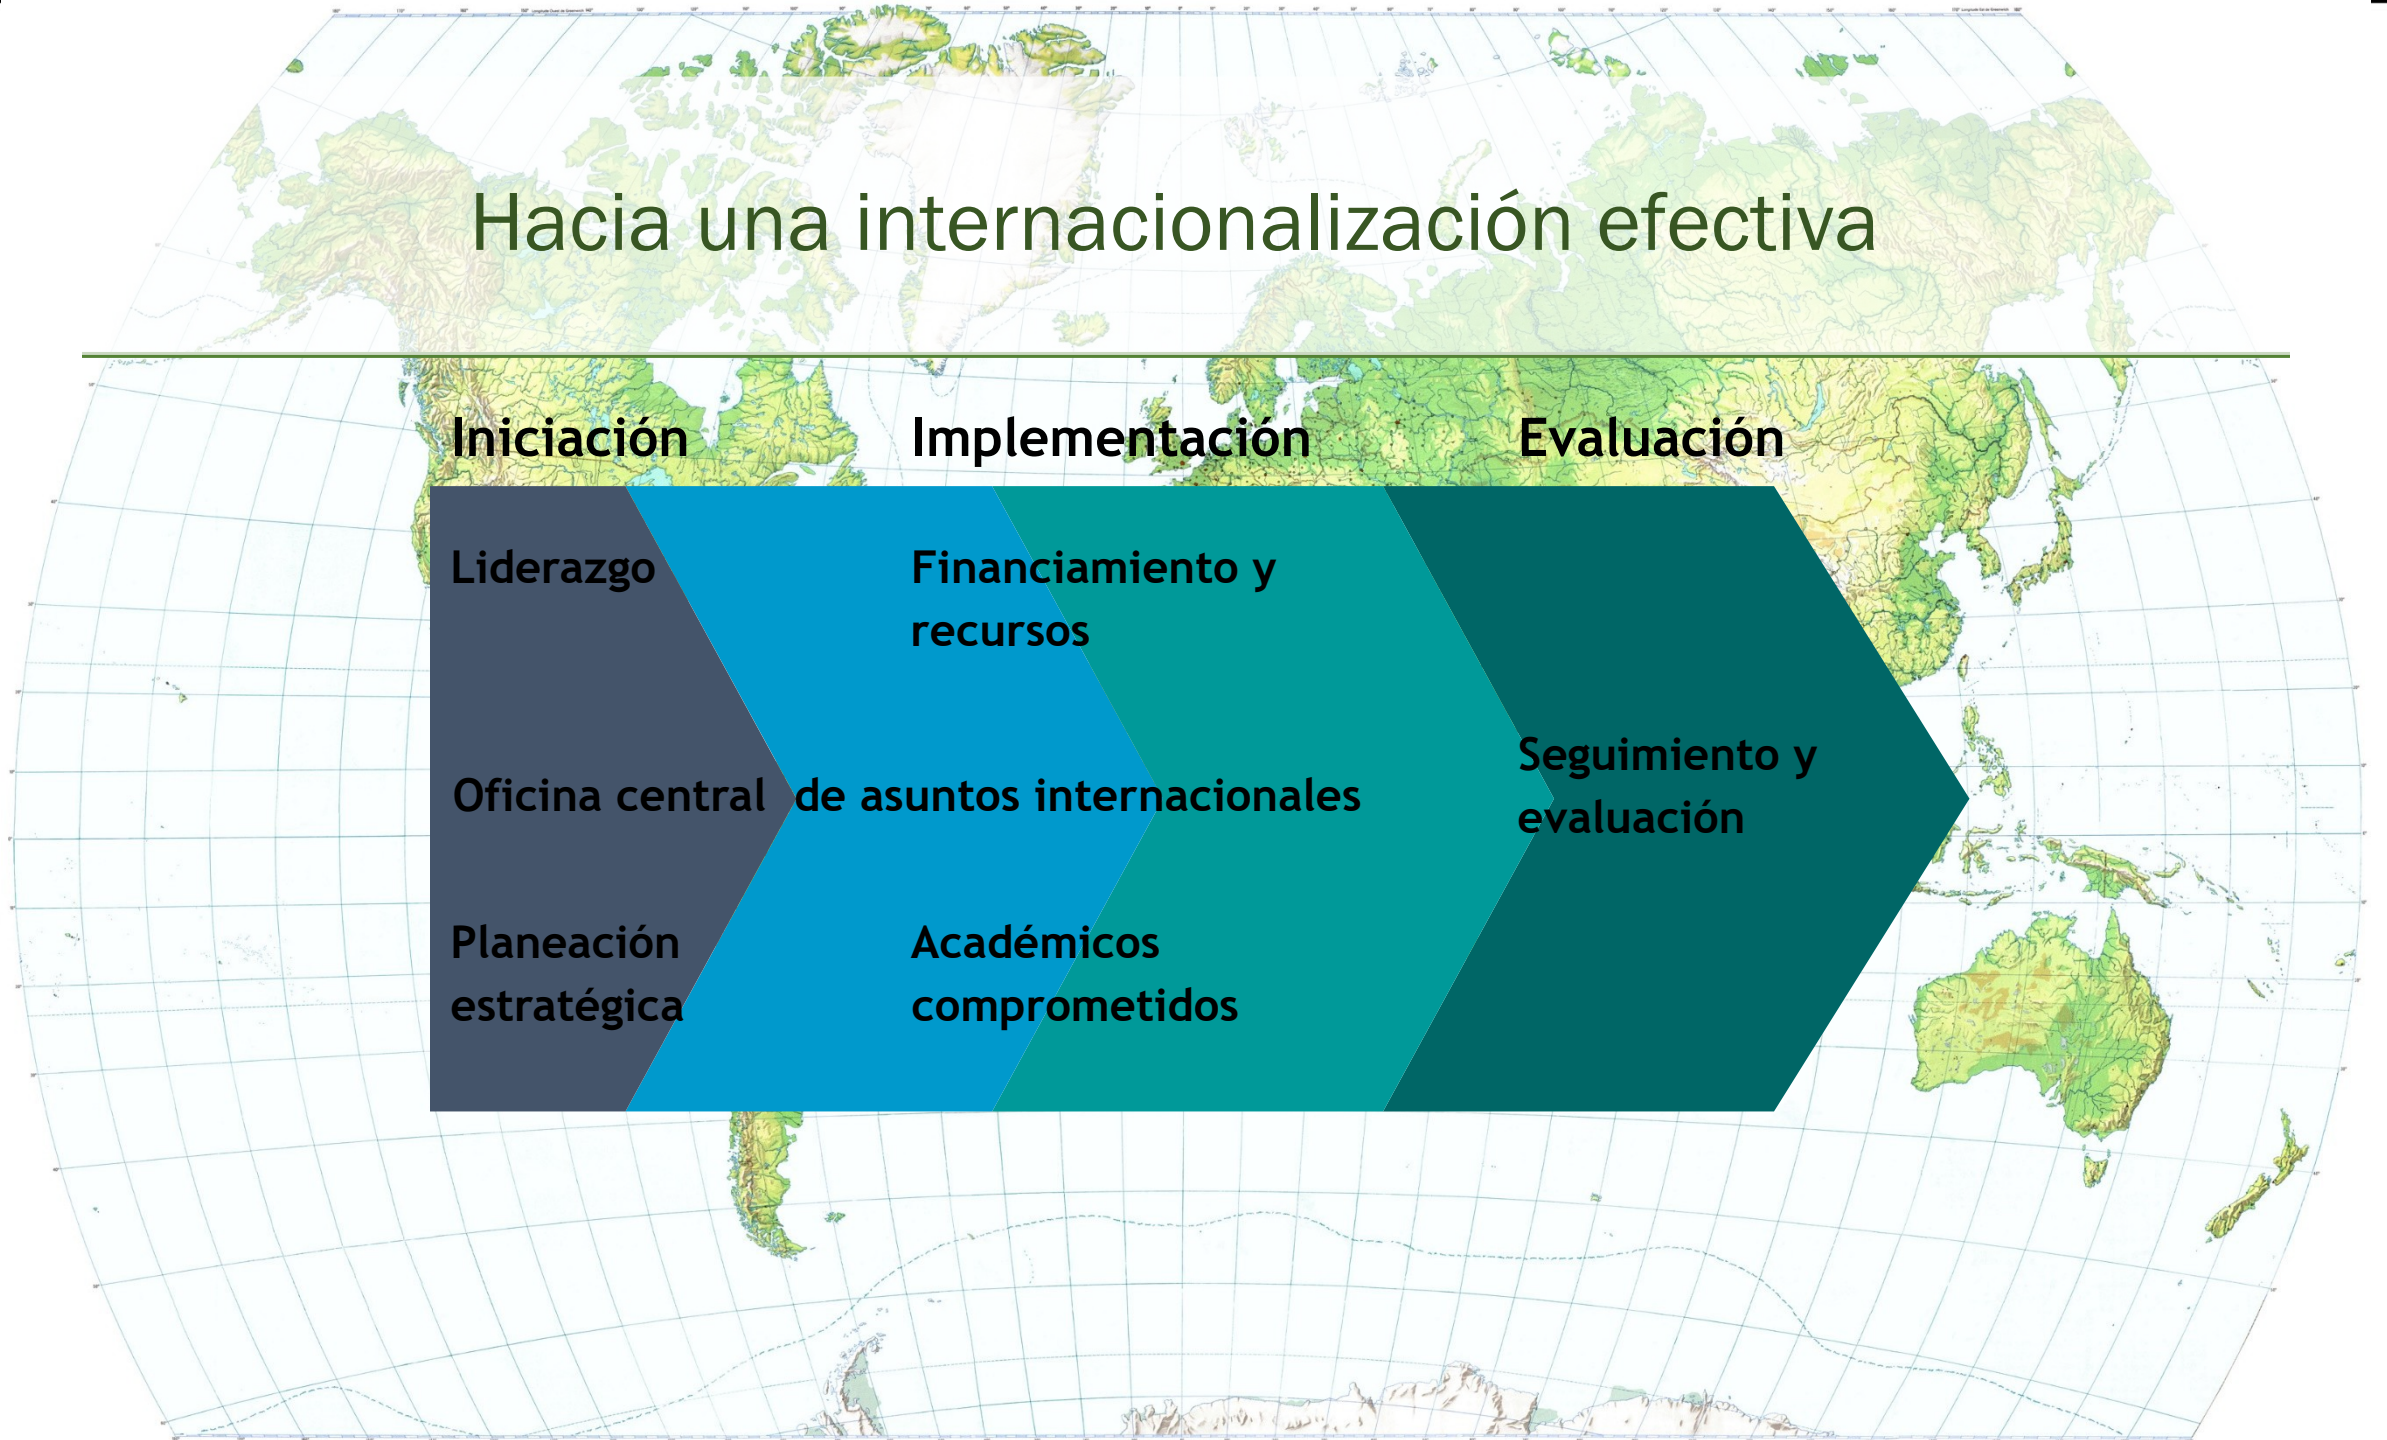 Hacia una internacionalización efectiva
Iniciación
Implementación
Evaluación
Liderazgo
Financiamiento y
recursos
Oficina central de asuntos internacionales
Seguimiento y
evaluación
Planeación
estratégica
Académicos
comprometidos